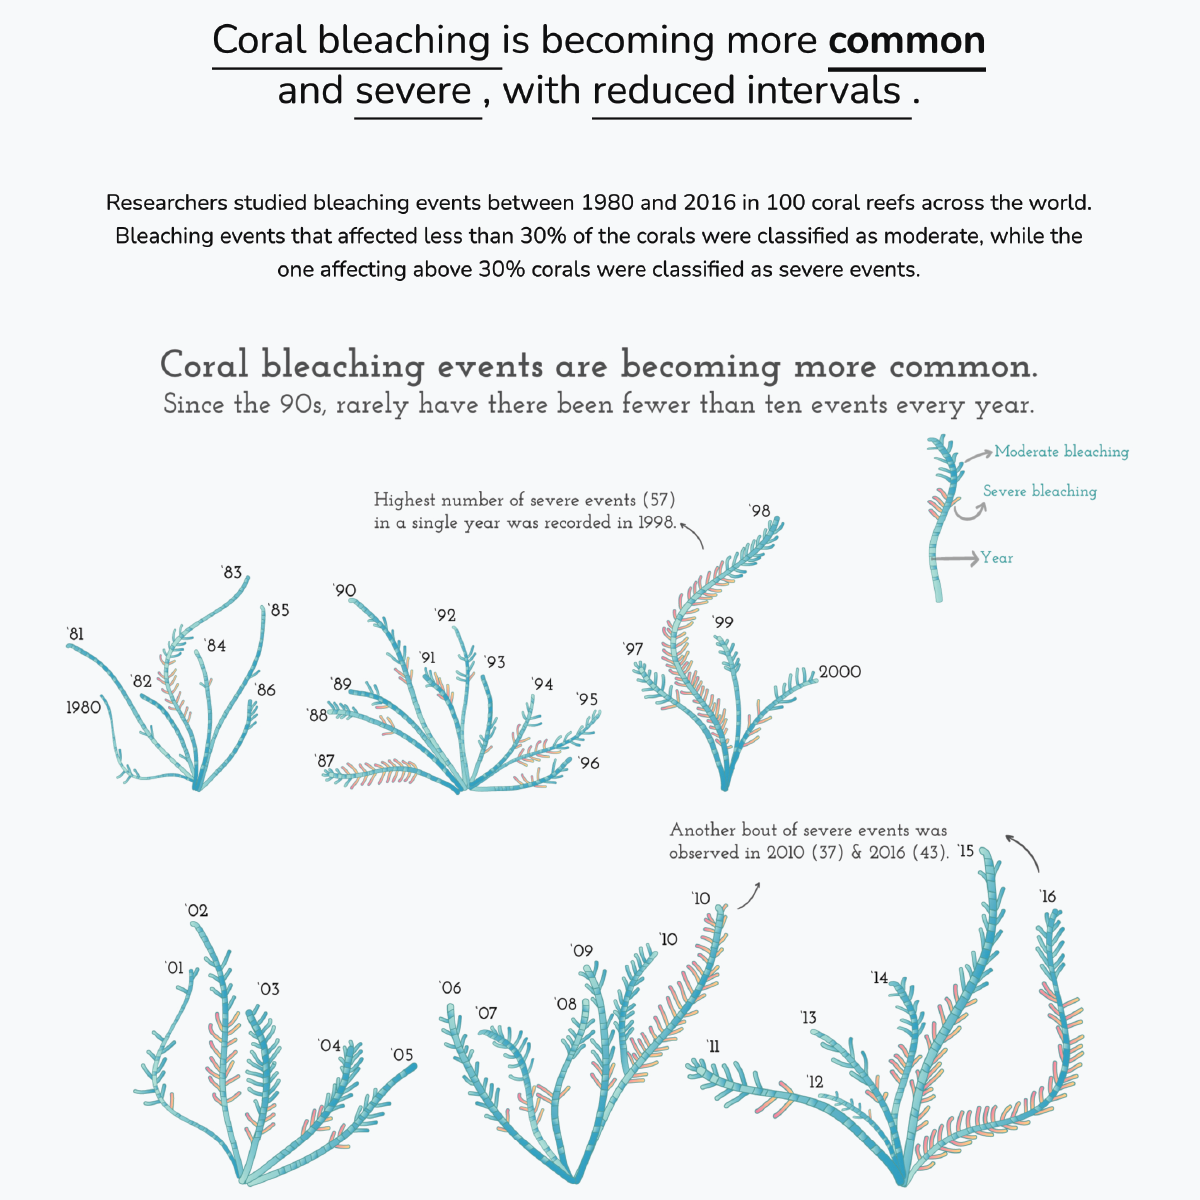 Coral bleaching is becoming more common
and severe , with reduced intervals .
Researchers studied bleaching events between 1980 and 2016 in 100 coral reefs across the world.
Bleaching events that affected less than 30% of the corals were classified as moderate, while the
one affecting above 30% corals were classified as severe events.
Coral bleaching events are becoming more common.
Since the 90s, rarely have there been fewer than ten events every year.
Moderate bleaching
Severe bleaching
Year
Highest number of severe events (57)
in a single year was recorded in 1998.
'81
1980
'82
'83
'84
'85
'86
'87
'88
'89
'90
'91
'92
'93
'94
'95
'96
'97
'98
'99
2000
Another bout of severe events was
observed in 2010 (37) & 2016 (43).
'01
'02
'03
'04
'05
'06
'07
'08
'09
'10
'10
'11
'12
'13
'14
'15
'16